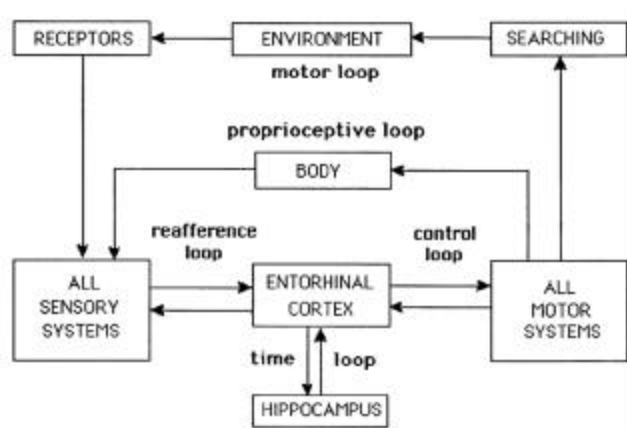 RECEPTORS
ENVIRONMENT
SEARCHING
motor loop
proprioceptive loop
BODY
reafference
loop
control
loop
ALL
SENSORY
SYSTEMS
ENTORHINAL
CORTEX
ALL
MOTOR
SYSTEMS
time loop
HIPPOCAMPUS